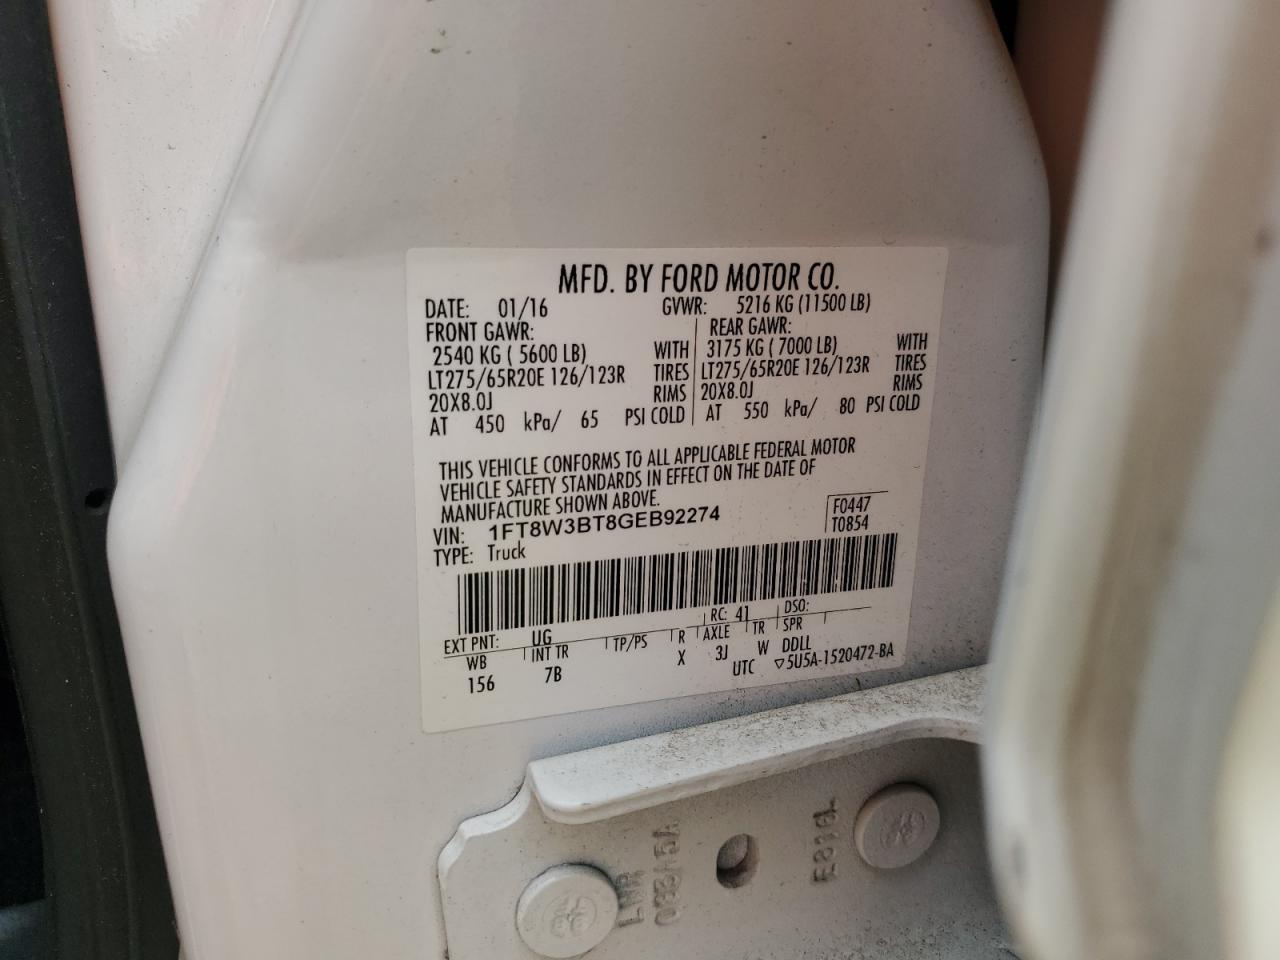 MFD. BY FORD MOTOR CO.
DATE: 01/16 GVWR: 5216 KG (11500 LB)
FRONT GAWR: REAR GAWR:
2540 KG ( 5600 LB) WITH 3175 KG ( 7000 LB) WITH
LT275/65R20E 126/123R TIRES LT275/65R20E 126/123R TIRES
20X8.0J RIMS 20X8.0J RIMS
AT 450 kPa/ 65 PSI COLD AT 550 kPa/ 80 PSI COLD
THIS VEHICLE CONFORMS TO ALL APPLICABLE FEDERAL MOTOR
VEHICLE SAFETY STANDARDS IN EFFECT ON THE DATE OF
MANUFACTURE SHOWN ABOVE.
VIN: 1FT8W3BT8GEB92274 F0447
TYPE: Truck T0854
EXT PNT: UG RC: 41 DSO:
WB INT TR TP/PS R AXLE TR SPR
156 7B X 3J W DDLL
UTC ▽5U5A-1520472-BA